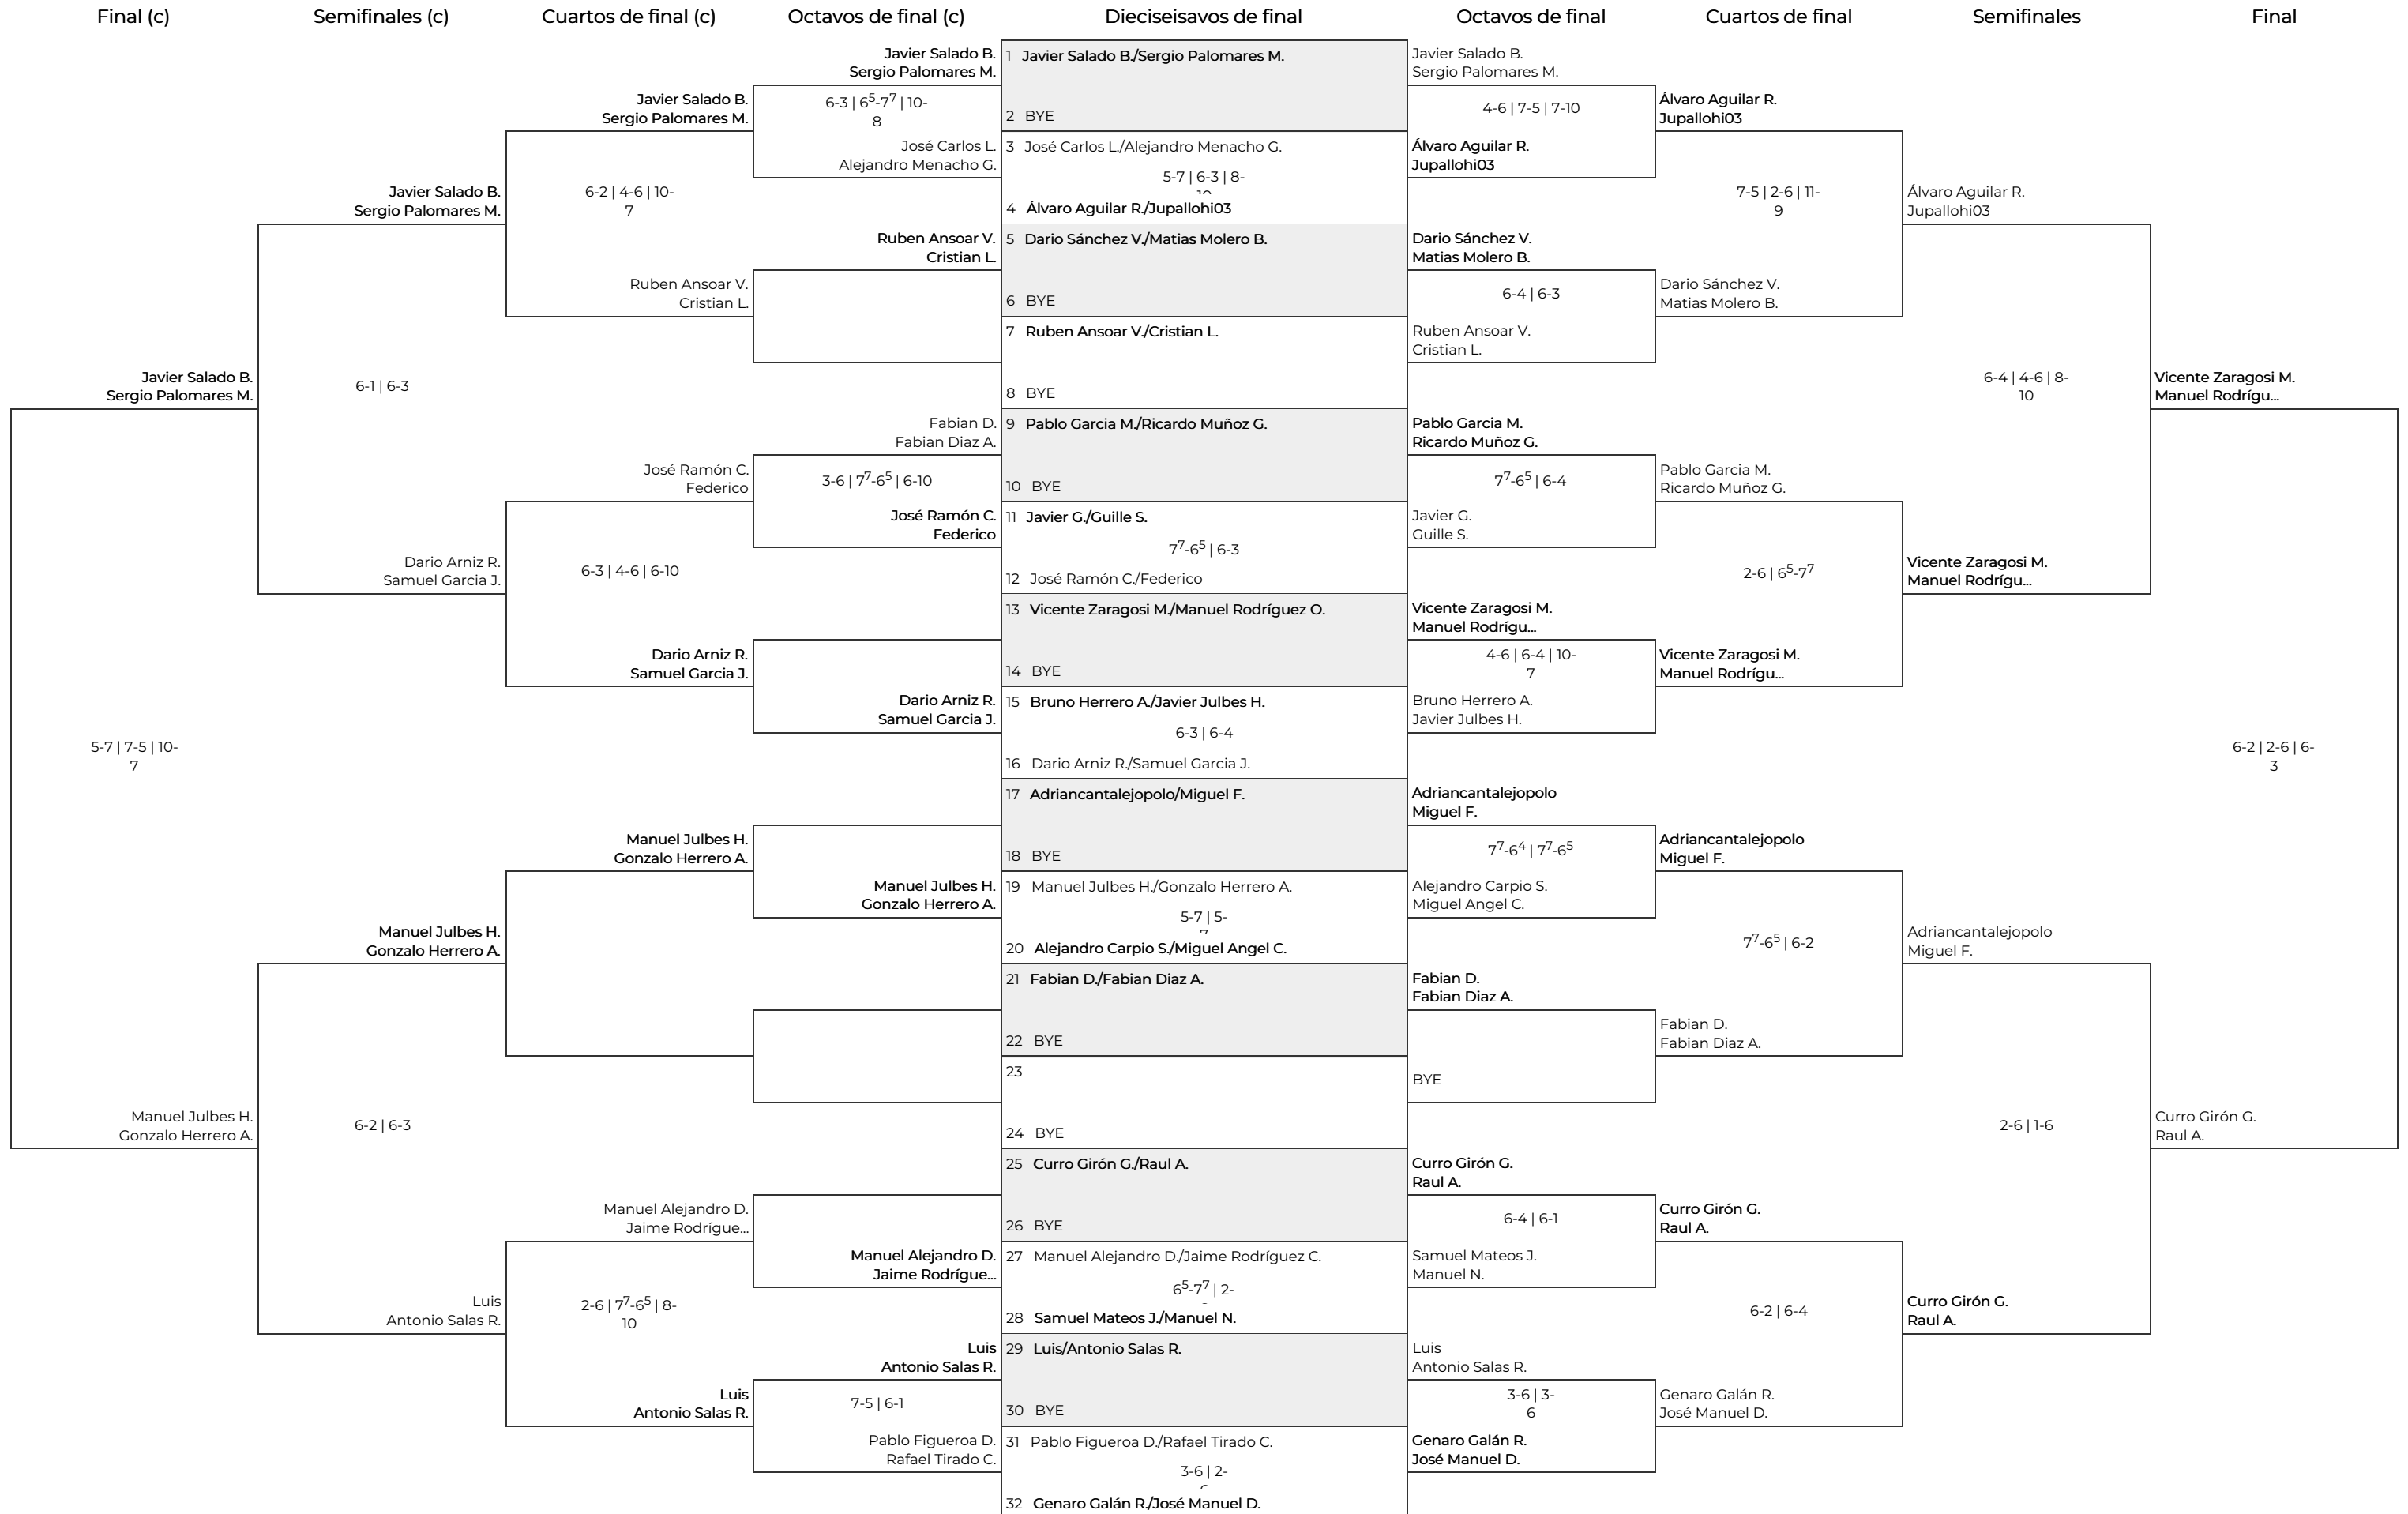 Final (c)
Semifinales (c)
Cuartos de final (c)
Octavos de final (c)
Dieciseisavos de final
Octavos de final
Cuartos de final
Semifinales
Final
Javier Salado B.
Sergio Palomares M.
5-7 | 7-5 | 10-
7
Manuel Julbes H.
Gonzalo Herrero A.
Javier Salado B.
Sergio Palomares M.
6-1 | 6-3
Dario Arniz R.
Samuel Garcia J.
Manuel Julbes H.
Gonzalo Herrero A.
6-2 | 6-3
Luis
Antonio Salas R.
Javier Salado B.
Sergio Palomares M.
6-2 | 4-6 | 10-
7
Ruben Ansoar V.
Cristian L.
José Ramón C.
Federico
6-3 | 4-6 | 6-10
Dario Arniz R.
Samuel Garcia J.
Manuel Julbes H.
Gonzalo Herrero A.
Manuel Alejandro D.
Jaime Rodrígue...
2-6 | 7⁷-6⁵ | 8-
10
Luis
Antonio Salas R.
Javier Salado B.
Sergio Palomares M.
6-3 | 6⁵-7⁷ | 10-
8
José Carlos L.
Alejandro Menacho G.
Ruben Ansoar V.
Cristian L.
Fabian D.
Fabian Diaz A.
3-6 | 7⁷-6⁵ | 6-10
José Ramón C.
Federico
Dario Arniz R.
Samuel Garcia J.
Manuel Julbes H.
Gonzalo Herrero A.
Manuel Alejandro D.
Jaime Rodrígue...
Luis
Antonio Salas R.
7-5 | 6-1
Pablo Figueroa D.
Rafael Tirado C.
1 Javier Salado B./Sergio Palomares M.
2 BYE
3 José Carlos L./Alejandro Menacho G.
5-7 | 6-3 | 8-
4 Álvaro Aguilar R./Jupallohi03
5 Dario Sánchez V./Matias Molero B.
6 BYE
7 Ruben Ansoar V./Cristian L.
8 BYE
9 Pablo Garcia M./Ricardo Muñoz G.
10 BYE
11 Javier G./Guille S.
7⁷-6⁵ | 6-3
12 José Ramón C./Federico
13 Vicente Zaragosi M./Manuel Rodríguez O.
14 BYE
15 Bruno Herrero A./Javier Julbes H.
6-3 | 6-4
16 Dario Arniz R./Samuel Garcia J.
17 Adriancantalejopolo/Miguel F.
18 BYE
19 Manuel Julbes H./Gonzalo Herrero A.
5-7 | 5-
20 Alejandro Carpio S./Miguel Angel C.
21 Fabian D./Fabian Diaz A.
22 BYE
23
24 BYE
25 Curro Girón G./Raul A.
26 BYE
27 Manuel Alejandro D./Jaime Rodríguez C.
6⁵-7⁷ | 2-
28 Samuel Mateos J./Manuel N.
29 Luis/Antonio Salas R.
30 BYE
31 Pablo Figueroa D./Rafael Tirado C.
3-6 | 2-
32 Genaro Galán R./José Manuel D.
Javier Salado B.
Sergio Palomares M.
4-6 | 7-5 | 7-10
Álvaro Aguilar R.
Jupallohi03
Dario Sánchez V.
Matias Molero B.
6-4 | 6-3
Ruben Ansoar V.
Cristian L.
Pablo Garcia M.
Ricardo Muñoz G.
7⁷-6⁵ | 6-4
Javier G.
Guille S.
Vicente Zaragosi M.
Manuel Rodrígu...
4-6 | 6-4 | 10-
7
Bruno Herrero A.
Javier Julbes H.
Adriancantalejopolo
Miguel F.
7⁷-6⁴ | 7⁷-6⁵
Alejandro Carpio S.
Miguel Angel C.
Fabian D.
Fabian Diaz A.
BYE
Curro Girón G.
Raul A.
6-4 | 6-1
Samuel Mateos J.
Manuel N.
Luis
Antonio Salas R.
3-6 | 3-
6
Genaro Galán R.
José Manuel D.
Álvaro Aguilar R.
Jupallohi03
7-5 | 2-6 | 11-
9
Dario Sánchez V.
Matias Molero B.
Pablo Garcia M.
Ricardo Muñoz G.
2-6 | 6⁵-7⁷
Vicente Zaragosi M.
Manuel Rodrígu...
Adriancantalejopolo
Miguel F.
7⁷-6⁵ | 6-2
Fabian D.
Fabian Diaz A.
Curro Girón G.
Raul A.
6-2 | 6-4
Genaro Galán R.
José Manuel D.
Álvaro Aguilar R.
Jupallohi03
6-4 | 4-6 | 8-
10
Vicente Zaragosi M.
Manuel Rodrígu...
Adriancantalejopolo
Miguel F.
2-6 | 1-6
Curro Girón G.
Raul A.
Vicente Zaragosi M.
Manuel Rodrígu...
6-2 | 2-6 | 6-
3
Curro Girón G.
Raul A.